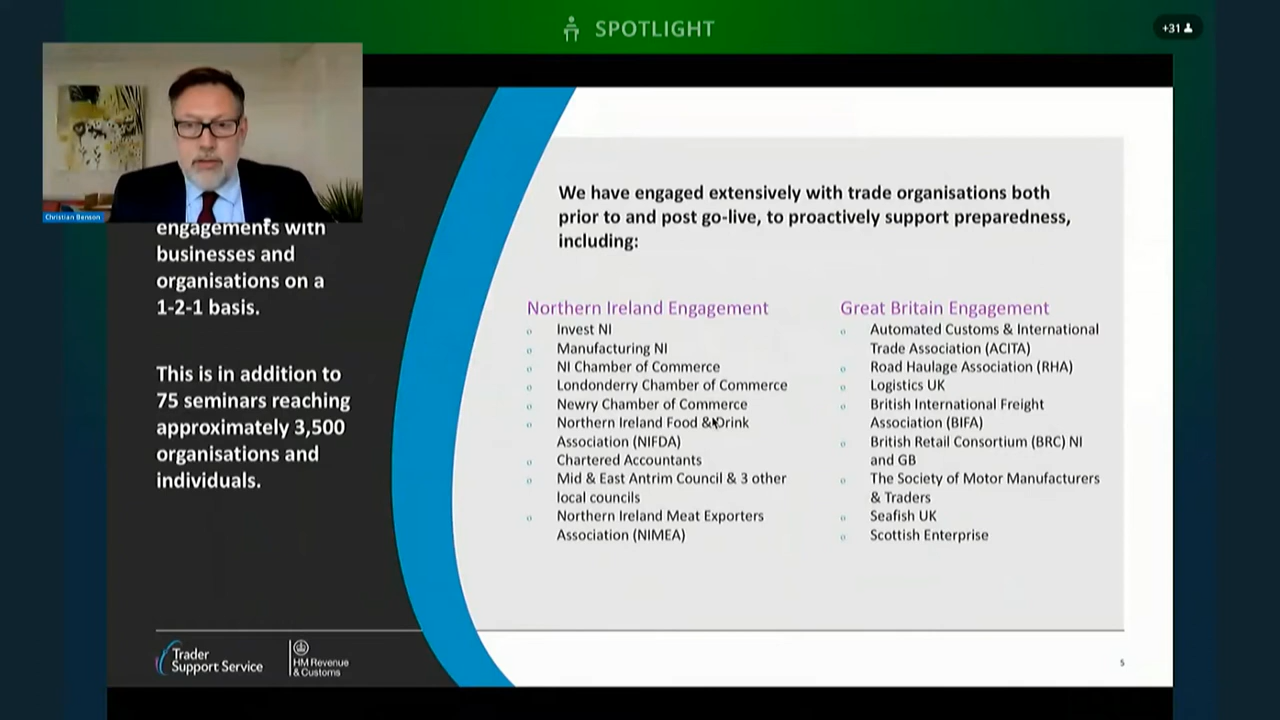 SPOTLIGHT
+31
Christian Benson
engagements with
businesses and
organisations on a
1-2-1 basis.
This is in addition to
75 seminars reaching
approximately 3,500
organisations and
individuals.
We have engaged extensively with trade organisations both
prior to and post go-live, to proactively support preparedness,
including:
Northern Ireland Engagement
Invest NI
Manufacturing NI
NI Chamber of Commerce
Londonderry Chamber of Commerce
Newry Chamber of Commerce
Northern Ireland Food & Drink
Association (NIFDA)
Chartered Accountants
Mid & East Antrim Council & 3 other
local councils
Northern Ireland Meat Exporters
Association (NIMEA)
Great Britain Engagement
Automated Customs & International
Trade Association (ACITA)
Road Haulage Association (RHA)
Logistics UK
British International Freight
Association (BIFA)
British Retail Consortium (BRC) NI
and GB
The Society of Motor Manufacturers
& Traders
Seafish UK
Scottish Enterprise
Trader
Support Service
HM Revenue
& Customs
5